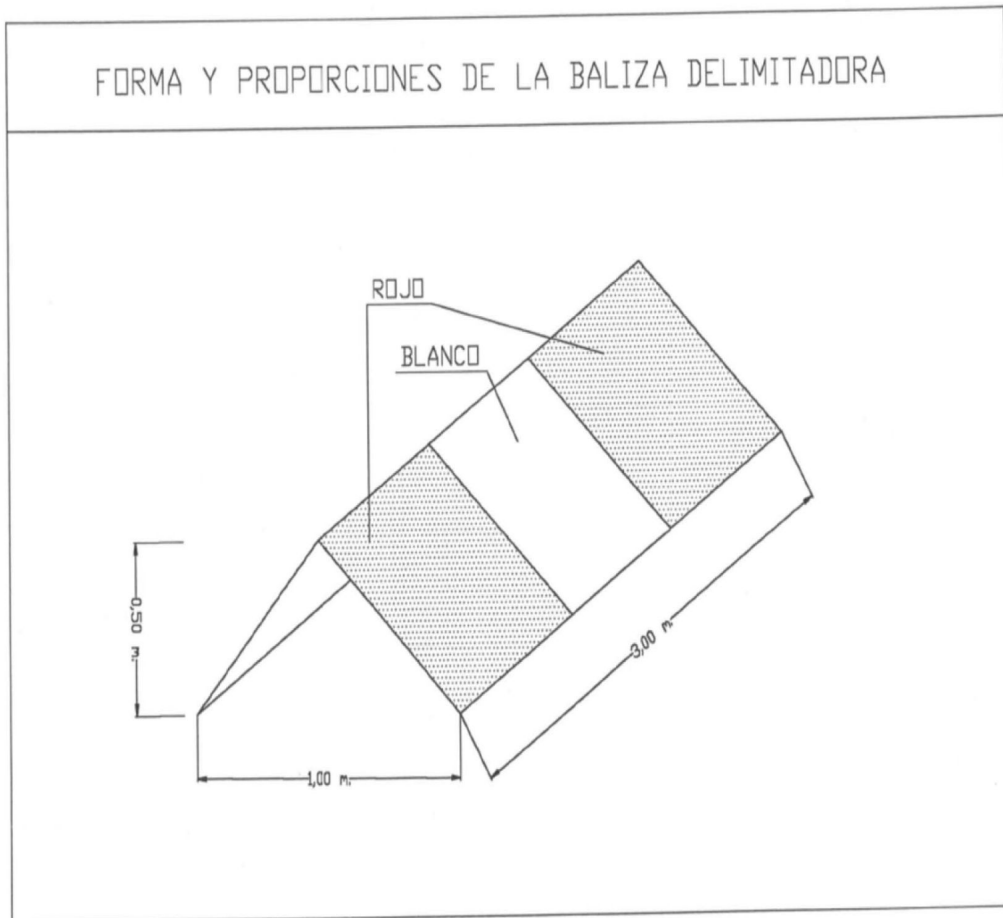 FORMA Y PROPORCIONES DE LA BALIZA DELIMITADORA
ROJO
BLANCO
0,50 m.
3,00 m.
1,00 m.